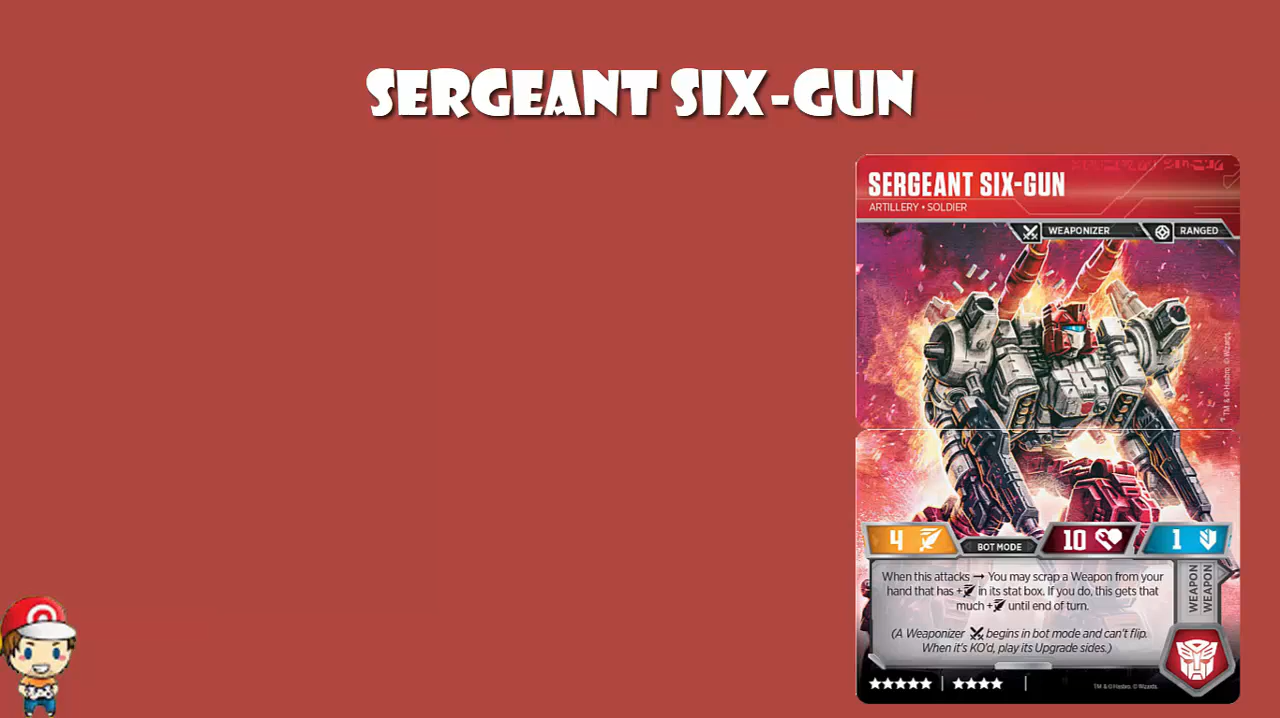 SERGEANT SIX-GUN
SERGEANT SIX-GUN
ARTILLERY • SOLDIER
WEAPONIZER
RANGED
TM & © Hasbro, © Wizards.
4
BOT MODE
10
1
When this attacks → You may scrap a Weapon from your
hand that has + in its stat box. If you do, this gets that
much + until end of turn.
(A Weaponizer begins in bot mode and can't flip.
When it's KO'd, play its Upgrade sides.)
WEAPON
WEAPON
TM & © Hasbro. © Wizards.